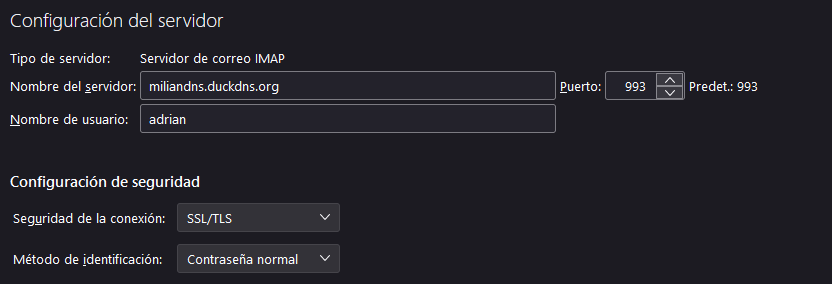 Configuración del servidor
Tipo de servidor: Servidor de correo IMAP
Nombre del servidor: miliandns.duckdns.org Puerto: 993 Predet.: 993
Nombre de usuario: adrian
Configuración de seguridad
Seguridad de la conexión: SSL/TLS
Método de identificación: Contraseña normal